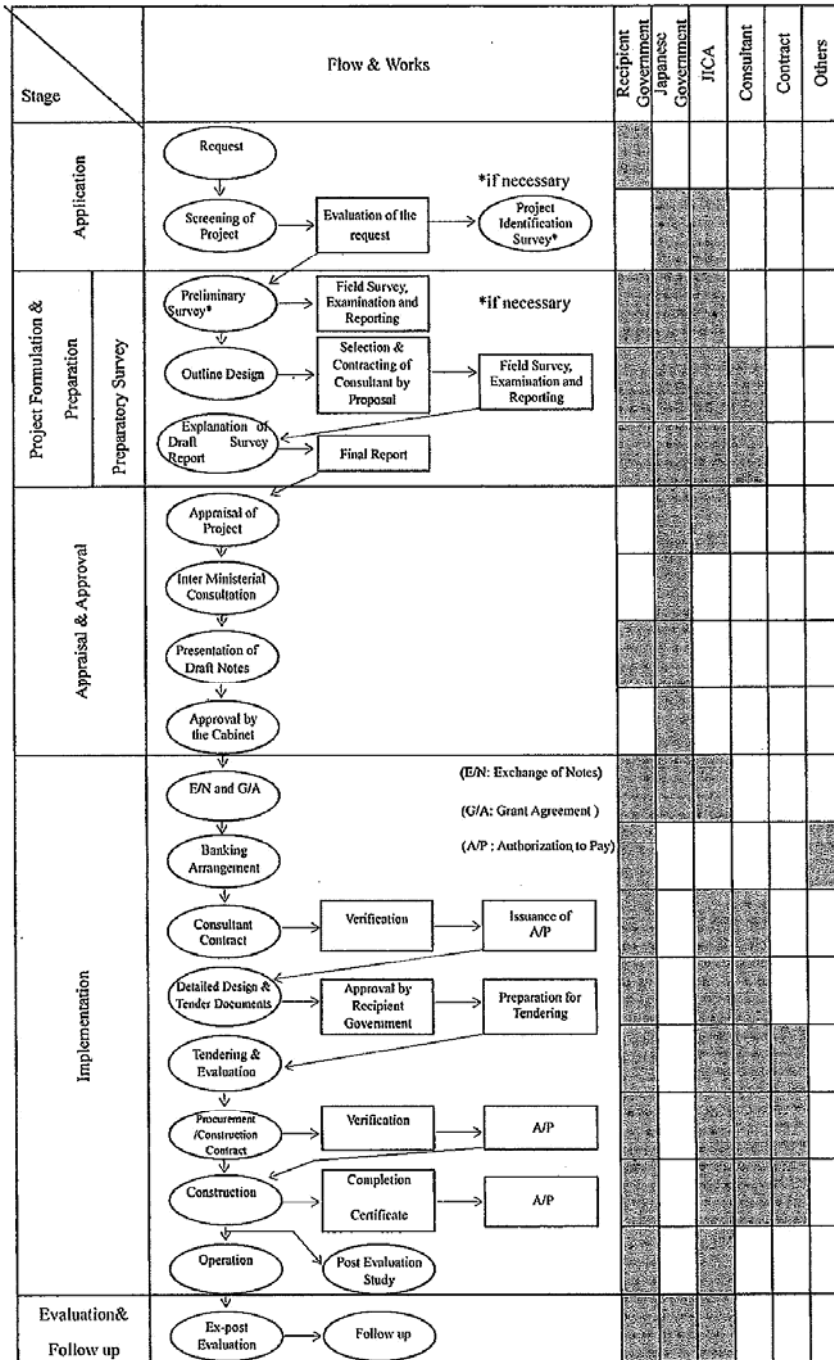 Stage
Flow & Works
Recipient
Government
Japanese
Government
JICA
Consultant
Contract
Others
Application
Request
*if necessary
Screening of
Project
Evaluation of the
request
Project
Identification
Survey*
Project Formulation &
Preparation
Preparatory Survey
Preliminary
Survey*
Field Survey,
Examination and
Reporting
*if necessary
Outline Design
Selection &
Contracting of
Consultant by
Proposal
Field Survey,
Examination and
Reporting
Explanation of
Draft Survey
Report
Final Report
Appraisal & Approval
Appraisal of
Project
Inter Ministerial
Consultation
Presentation of
Draft Notes
Approval by
the Cabinet
Implementation
E/N and G/A
(E/N: Exchange of Notes)
(G/A: Grant Agreement )
(A/P : Authorization to Pay)
Banking
Arrangement
Consultant
Contract
Verification
Issuance of
A/P
Detailed Design &
Tender Documents
Approval by
Recipient
Government
Preparation for
Tendering
Tendering &
Evaluation
Procurement
/Construction
Contract
Verification
A/P
Construction
Completion
Certificate
A/P
Operation
Post Evaluation
Study
Evaluation&
Follow up
Ex-post
Evaluation
Follow up